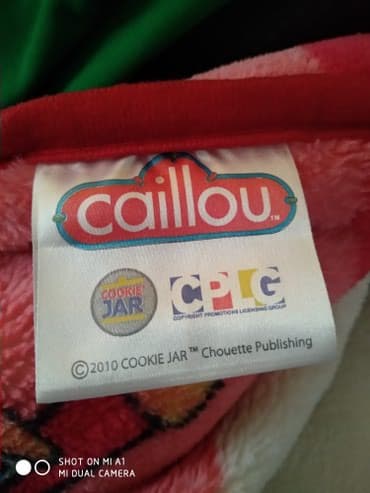 caillou™
COOKIE JAR
CPLG
COPYRIGHT PROMOTIONS LICENSING GROUP
©2010 COOKIE JAR™ Chouette Publishing
SHOT ON MI A1
MI DUAL CAMERA